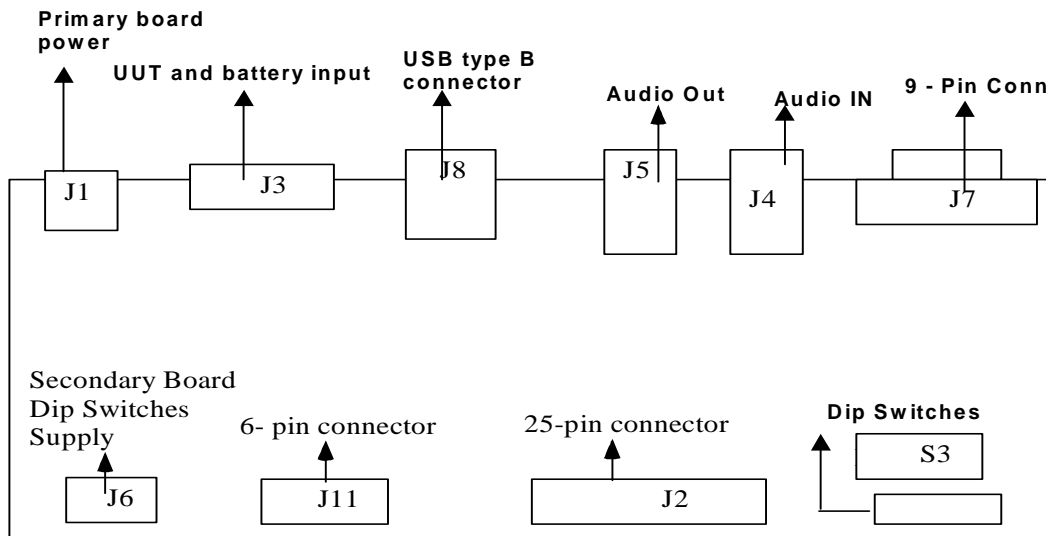 Primary board
power
UUT and battery input
USB type B
connector
Audio Out
Audio IN
9 - Pin Conn
J1
J3
J8
J5
J4
J7
Secondary Board
Dip Switches
Supply
6- pin connector
25-pin connector
Dip Switches
J6
J11
J2
S3